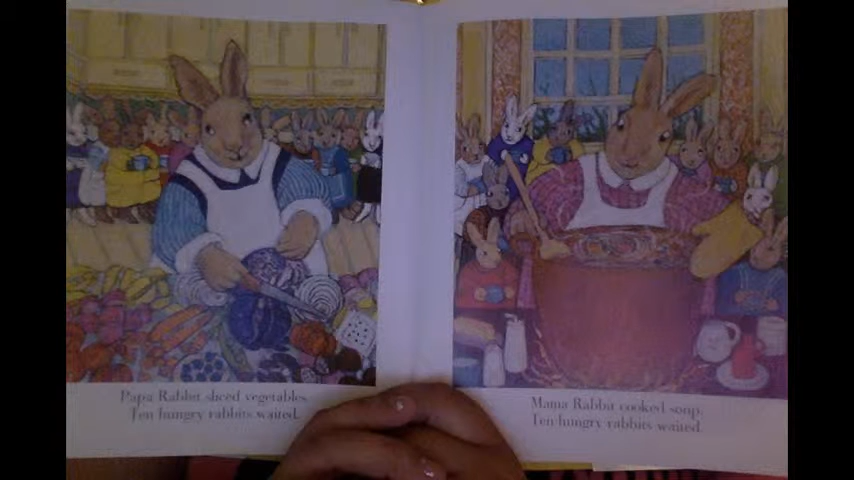 Papa Rabbit sliced vegetables.
Ten hungry rabbits waited.
Mama Rabbit cooked soup.
Ten hungry rabbits waited.